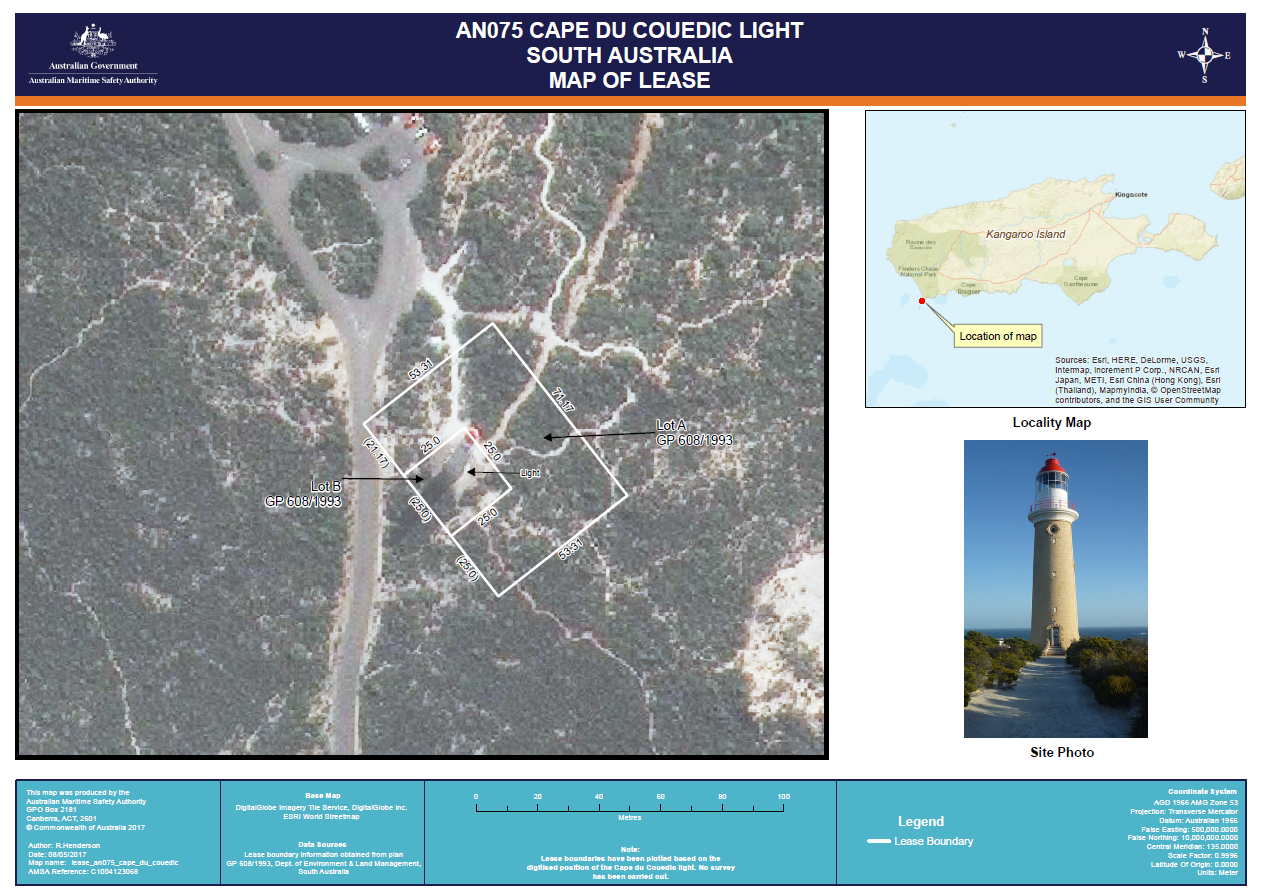 AN075 CAPE DU COUEDIC LIGHT
SOUTH AUSTRALIA
MAP OF LEASE
Australian Government
Australian Maritime Safety Authority
N
W
E
S
53.31
71.17
Lot A
GP 608/1993
(21.17)
25.0
25.0
Light
Lot B
GP 608/1993
(25.0)
25.0
53.31
(25.0)
Kingscote
Kangaroo Island
Ravine des
Casoars
Flinders Chase
National Park
Cape
Bouguer
Cape
Gantheaume
Location of map
Sources: Esri, HERE, DeLorme, USGS,
Intermap, increment P Corp., NRCAN, Esri
Japan, METI, Esri China (Hong Kong), Esri
(Thailand), MapmyIndia, © OpenStreetMap
contributors, and the GIS User Community
Locality Map
Site Photo
This map was produced by the
Australian Maritime Safety Authority
GPO Box 2181
Canberra, ACT, 2601
© Commonwealth of Australia 2017
Author: R.Henderson
Date: 08/05/2017
Map name: lease_an075_cape_du_couedic
AMSA Reference: C1004123068
Base Map
DigitalGlobe Imagery Tile Service, DigitalGlobe Inc.
ESRI World Streetmap
Data Sources
Lease boundary information obtained from plan
GP 608/1993, Dept. of Environment & Land Management,
South Australia
0 20 40 60 80 100
Metres
Note:
Lease boundaries have been plotted based on the
digitised position of the Cape du Couedic light. No survey
has been carried out.
Legend
Lease Boundary
Coordinate System
AGD 1966 AMG Zone 53
Projection: Transverse Mercator
Datum: Australian 1966
False Easting: 500,000.0000
False Northing: 10,000,000.0000
Central Meridian: 135.0000
Scale Factor: 0.9996
Latitude Of Origin: 0.0000
Units: Meter